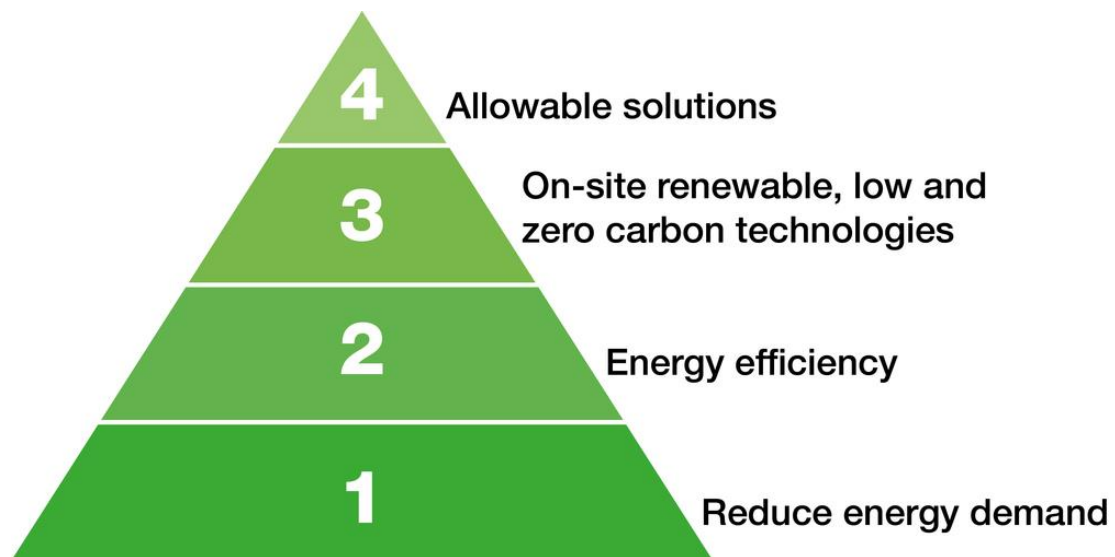 4
Allowable solutions
3
On-site renewable, low and
zero carbon technologies
2
Energy efficiency
1
Reduce energy demand